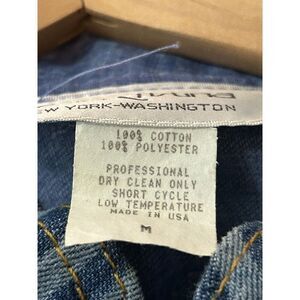 W YORK-WASHINGTON
100% COTTON
100% POLYESTER
PROFESSIONAL
DRY CLEAN ONLY
SHORT CYCLE
LOW TEMPERATURE
MADE IN USA
M